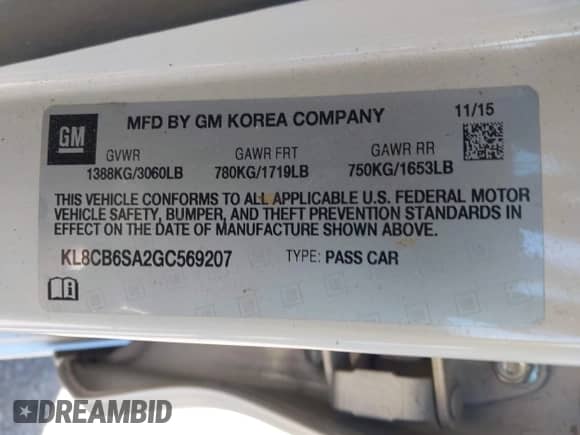 GM
MFD BY GM KOREA COMPANY 11/15
GVWR GAWR FRT GAWR RR
1388KG/3060LB 780KG/1719LB 750KG/1653LB
THIS VEHICLE CONFORMS TO ALL APPLICABLE U.S. FEDERAL MOTOR
VEHICLE SAFETY, BUMPER, AND THEFT PREVENTION STANDARDS IN
EFFECT ON THE DATE OF MANUFACTURE SHOWN ABOVE.
KL8CB6SA2GC569207 TYPE: PASS CAR
DREAMBID